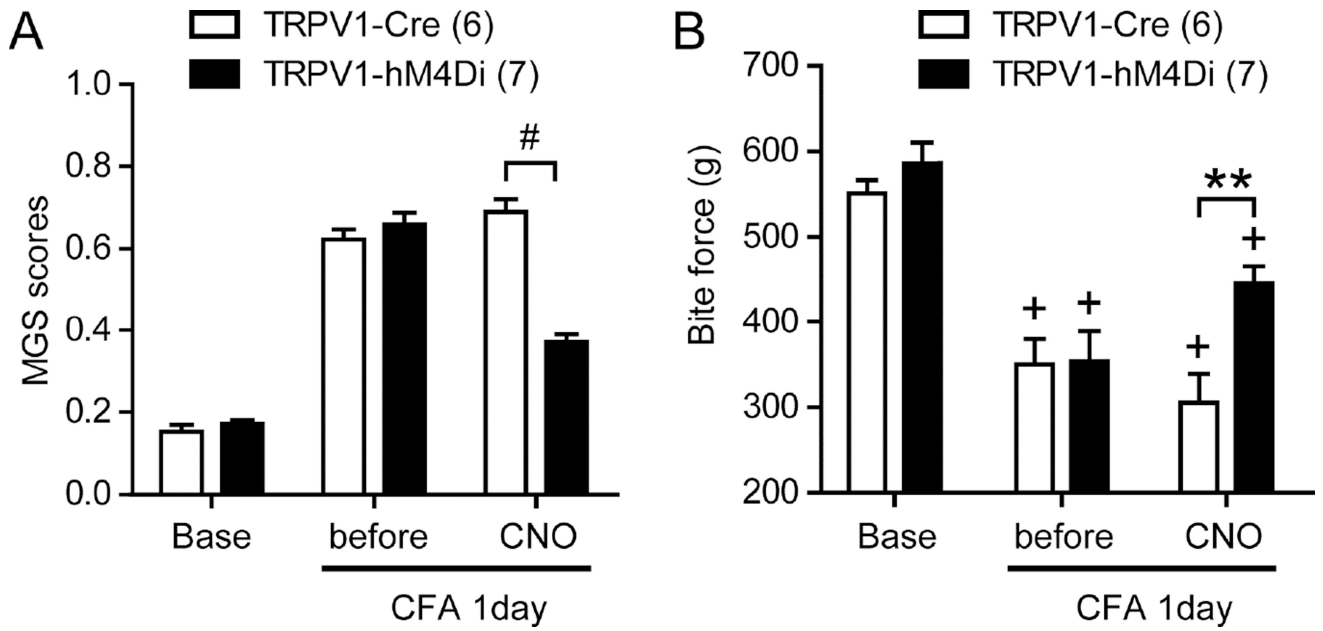 A
TRPV1-Cre (6)
TRPV1-hM4Di (7)
1.0
0.8
0.6
0.4
0.2
0.0
MGS scores
#
Base
before
CNO
CFA 1day
B
TRPV1-Cre (6)
TRPV1-hM4Di (7)
700
600
500
400
300
200
Bite force (g)
**
+
+
+
+
Base
before
CNO
CFA 1day